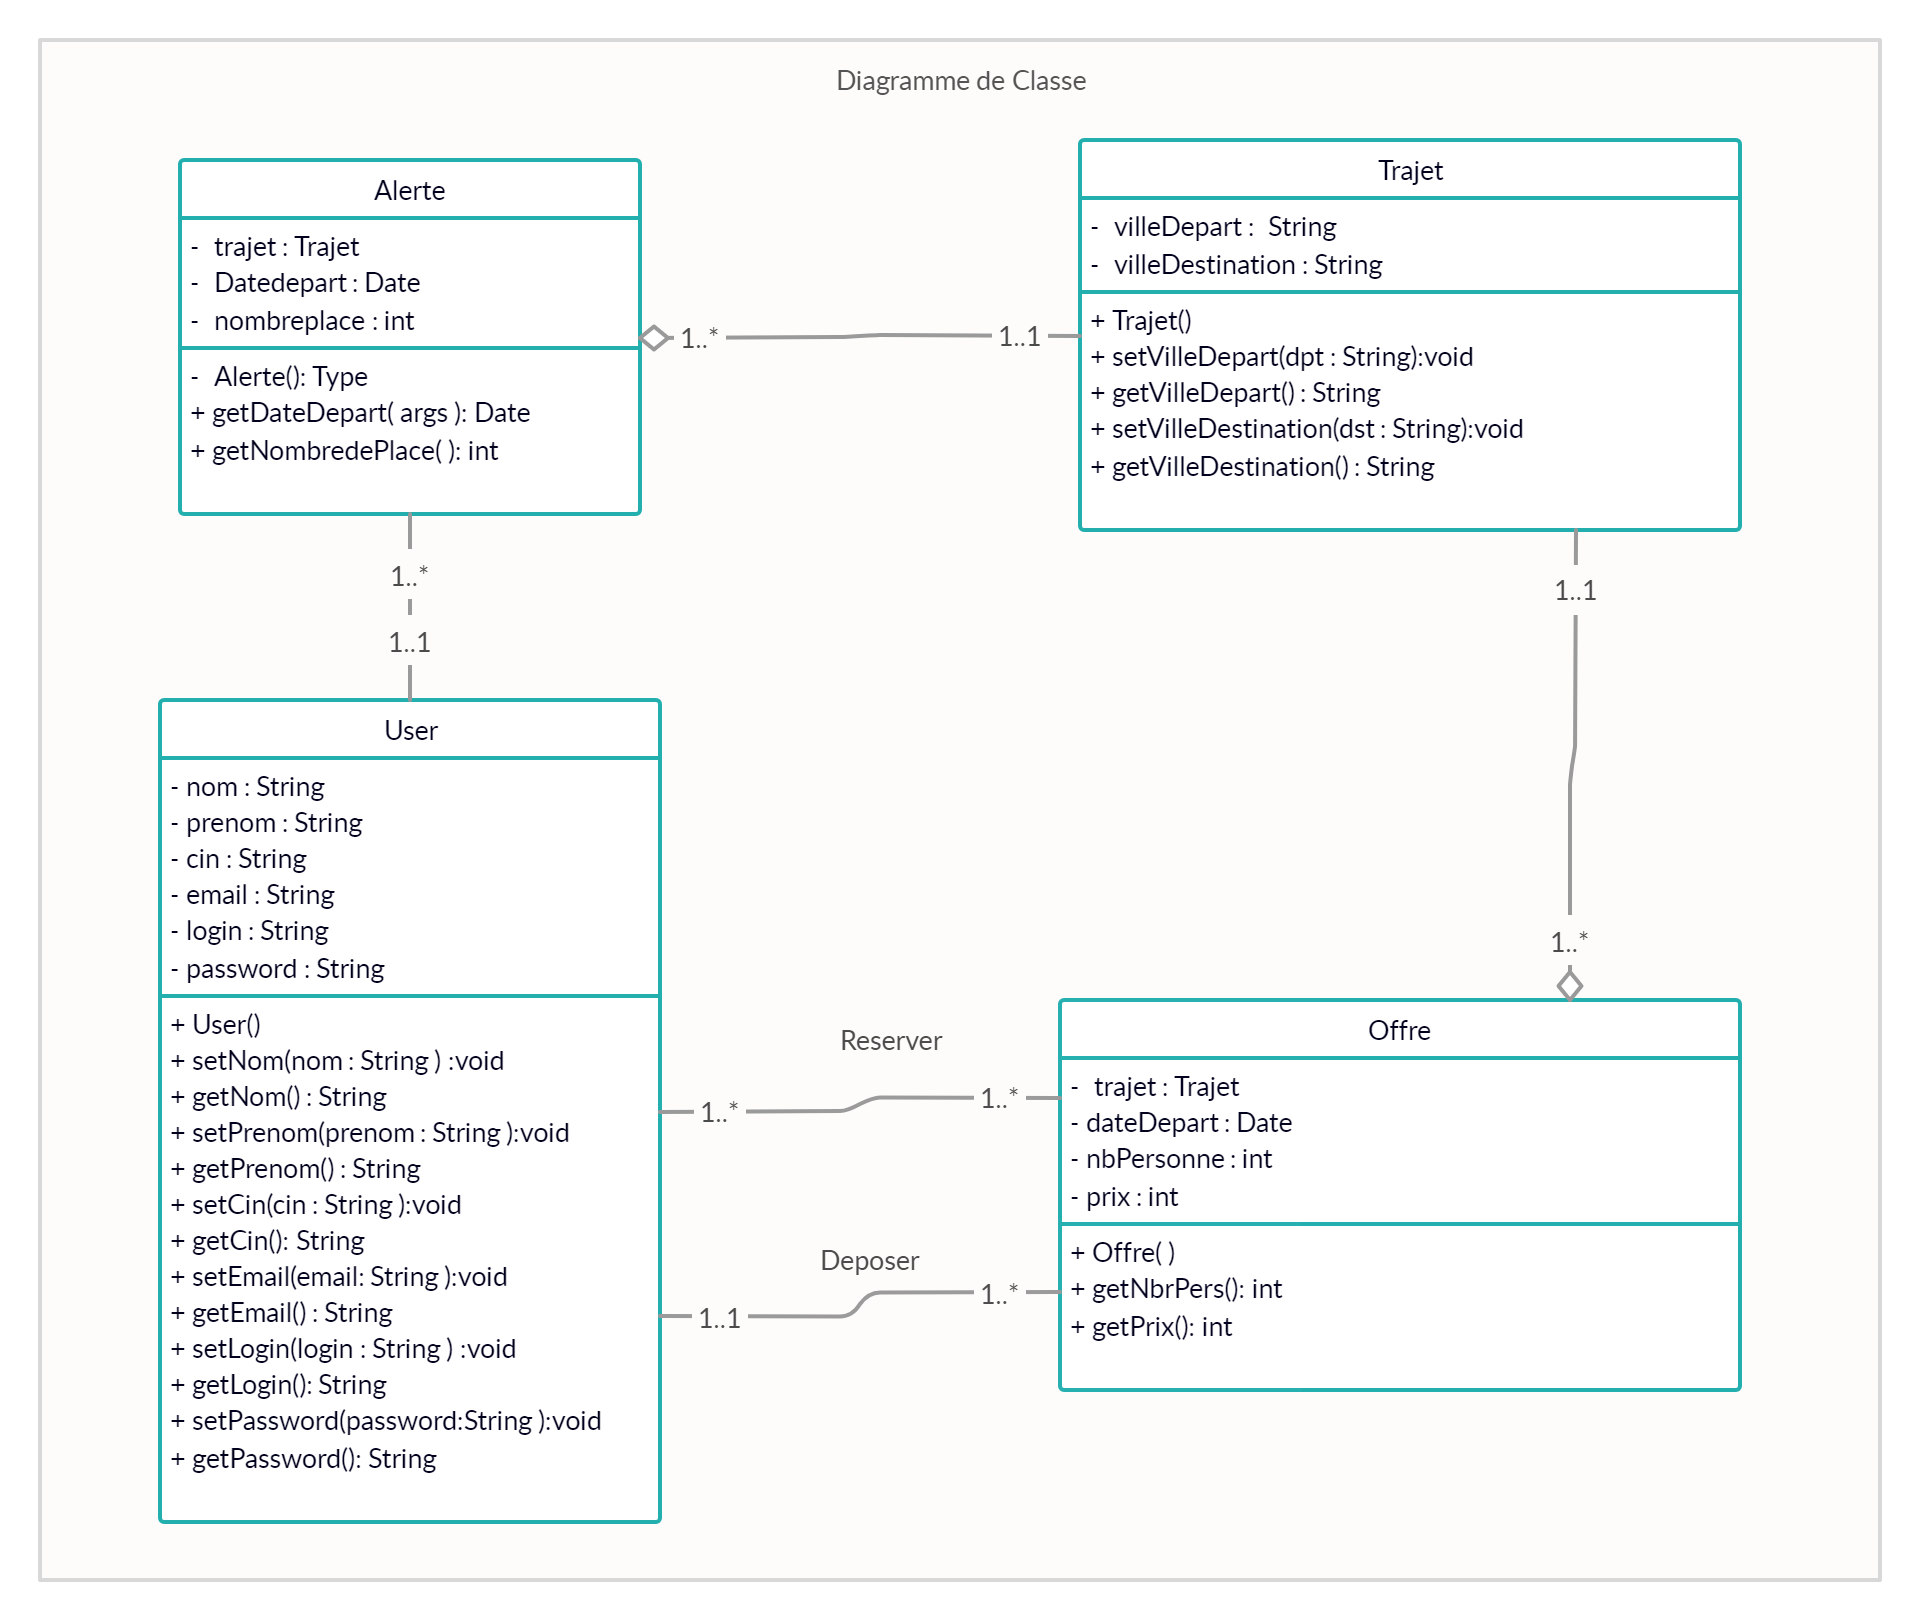 Diagramme de Classe
Alerte
- trajet : Trajet
- Datedepart : Date
- nombreplace : int
- Alerte(): Type
+ getDateDepart( args ): Date
+ getNombredePlace( ): int
Trajet
- villeDepart : String
- villeDestination : String
+ Trajet()
+ setVilleDepart(dpt : String):void
+ getVilleDepart() : String
+ setVilleDestination(dst : String):void
+ getVilleDestination() : String
1..*
1..1
1..*
1..1
1..1
1..*
User
- nom : String
- prenom : String
- cin : String
- email : String
- login : String
- password : String
+ User()
+ setNom(nom : String ) :void
+ getNom() : String
+ setPrenom(prenom : String ):void
+ getPrenom() : String
+ setCin(cin : String ):void
+ getCin(): String
+ setEmail(email: String ):void
+ getEmail() : String
+ setLogin(login : String ) :void
+ getLogin(): String
+ setPassword(password:String ):void
+ getPassword(): String
Reserver
1..*
1..*
Deposer
1..1
1..*
Offre
- trajet : Trajet
- dateDepart : Date
- nbPersonne : int
- prix : int
+ Offre( )
+ getNbrPers(): int
+ getPrix(): int